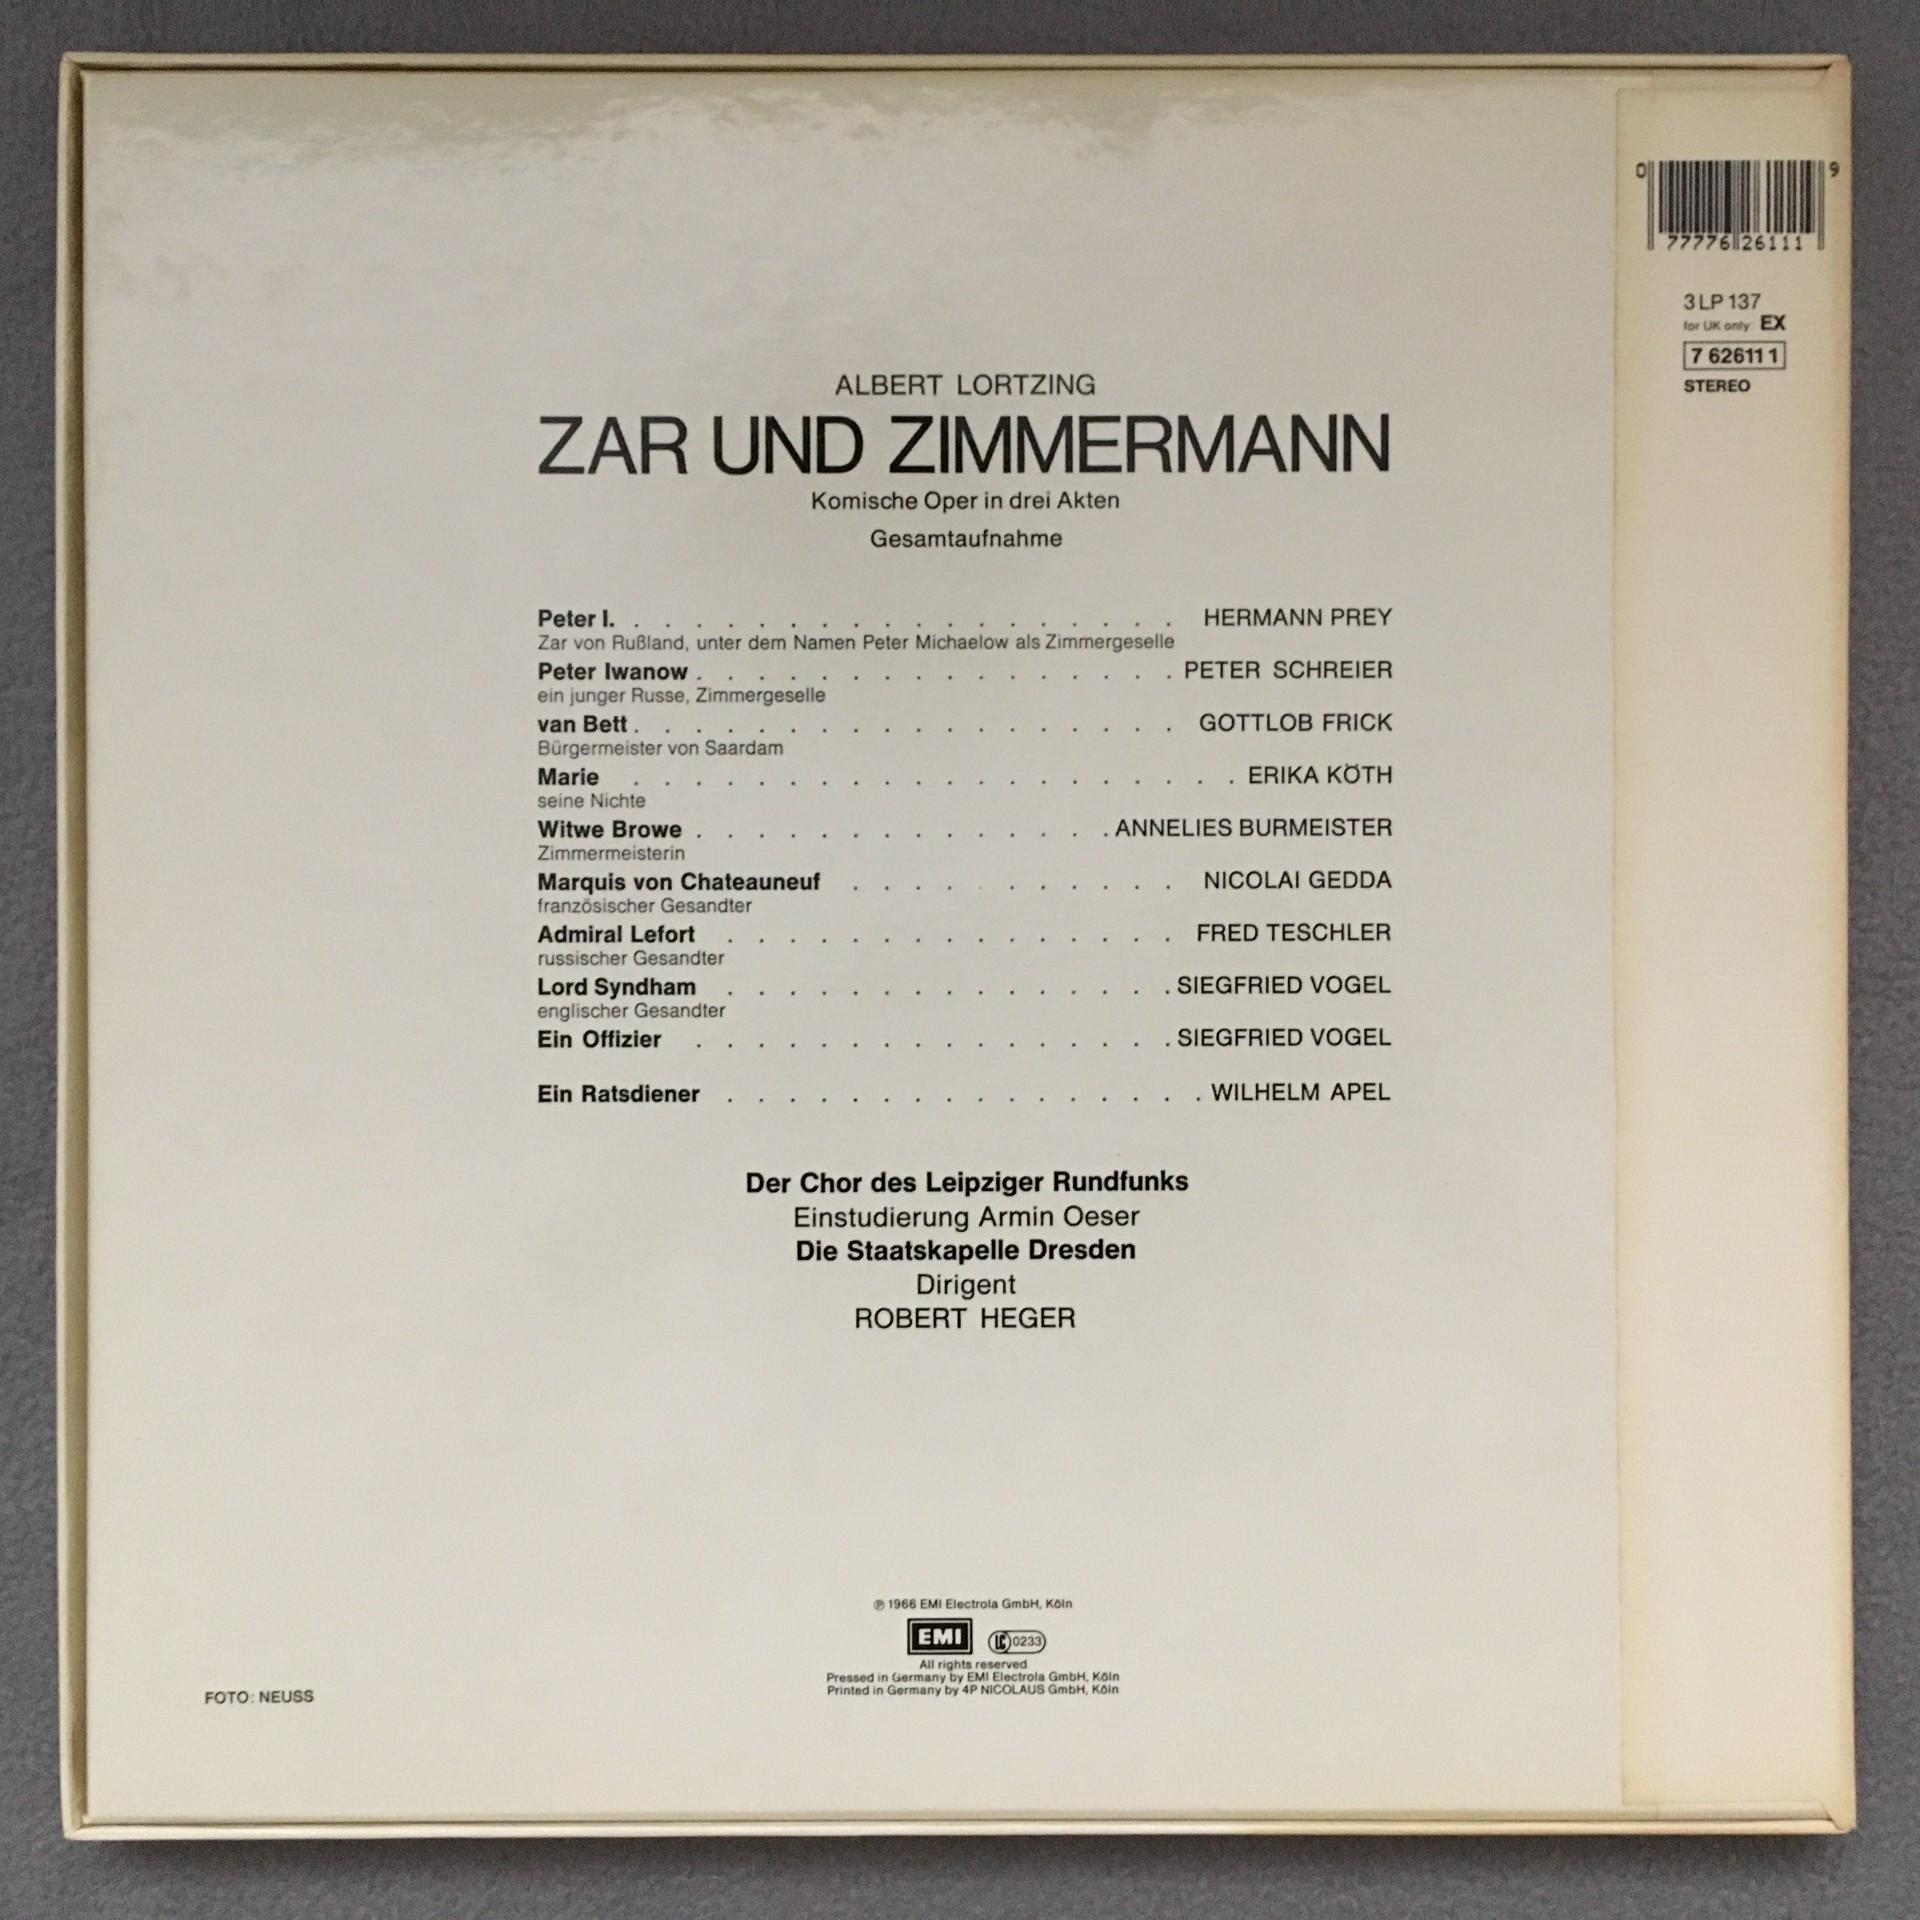 ALBERT LORTZING
ZAR UND ZIMMERMANN
Komische Oper in drei Akten
Gesamtaufnahme
Peter I. . . . . . . . . . . . . . . . . . . HERMANN PREY
Zar von Rußland, unter dem Namen Peter Michaelow als Zimmergeselle
Peter Iwanow . . . . . . . . . . . . . . . . PETER SCHREIER
ein junger Russe, Zimmergeselle
van Bett . . . . . . . . . . . . . . . . . . GOTTLOB FRICK
Bürgermeister von Saardam
Marie . . . . . . . . . . . . . . . . . . . . ERIKA KÖTH
seine Nichte
Witwe Browe . . . . . . . . . . . . . . ANNELIES BURMEISTER
Zimmermeisterin
Marquis von Chateauneuf . . . . . . . . . . . NICOLAI GEDDA
französischer Gesandter
Admiral Lefort . . . . . . . . . . . . . . . FRED TESCHLER
russischer Gesandter
Lord Syndham . . . . . . . . . . . . . . . SIEGFRIED VOGEL
englischer Gesandter
Ein Offizier . . . . . . . . . . . . . . . . SIEGFRIED VOGEL
Ein Ratsdiener . . . . . . . . . . . . . . . . WILHELM APEL
Der Chor des Leipziger Rundfunks
Einstudierung Armin Oeser
Die Staatskapelle Dresden
Dirigent
ROBERT HEGER
℗ 1966 EMI Electrola GmbH, Köln
EMI LC 0233
All rights reserved
Pressed in Germany by EMI Electrola GmbH, Köln
Printed in Germany by 4P NICOLAUS GmbH, Köln
FOTO: NEUSS
0 9
77776 26111
3 LP 137
for UK only: EX
7 62611 1
STEREO